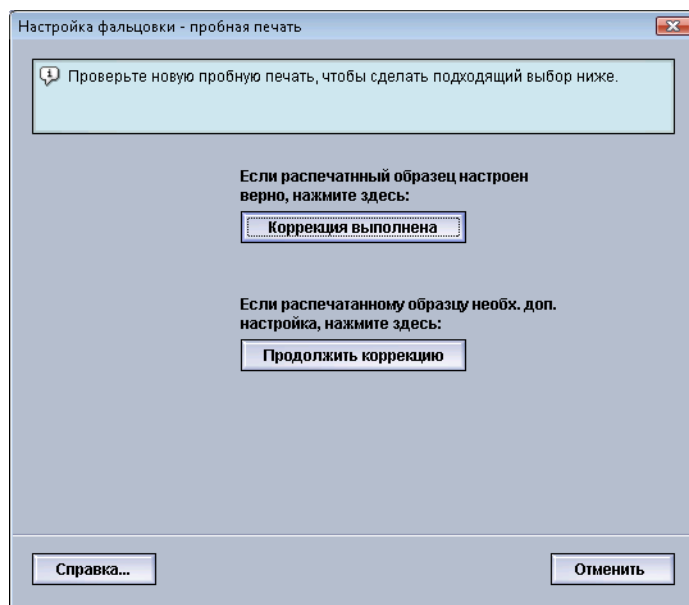 Настройка фальцовки - пробная печать
Проверьте новую пробную печать, чтобы сделать подходящий выбор ниже.
Если распечатнный образец настроен
верно, нажмите здесь:
Коррекция выполнена
Если распечатанному образцу необх. доп.
настройка, нажмите здесь:
Продолжить коррекцию
Справка...
Отменить